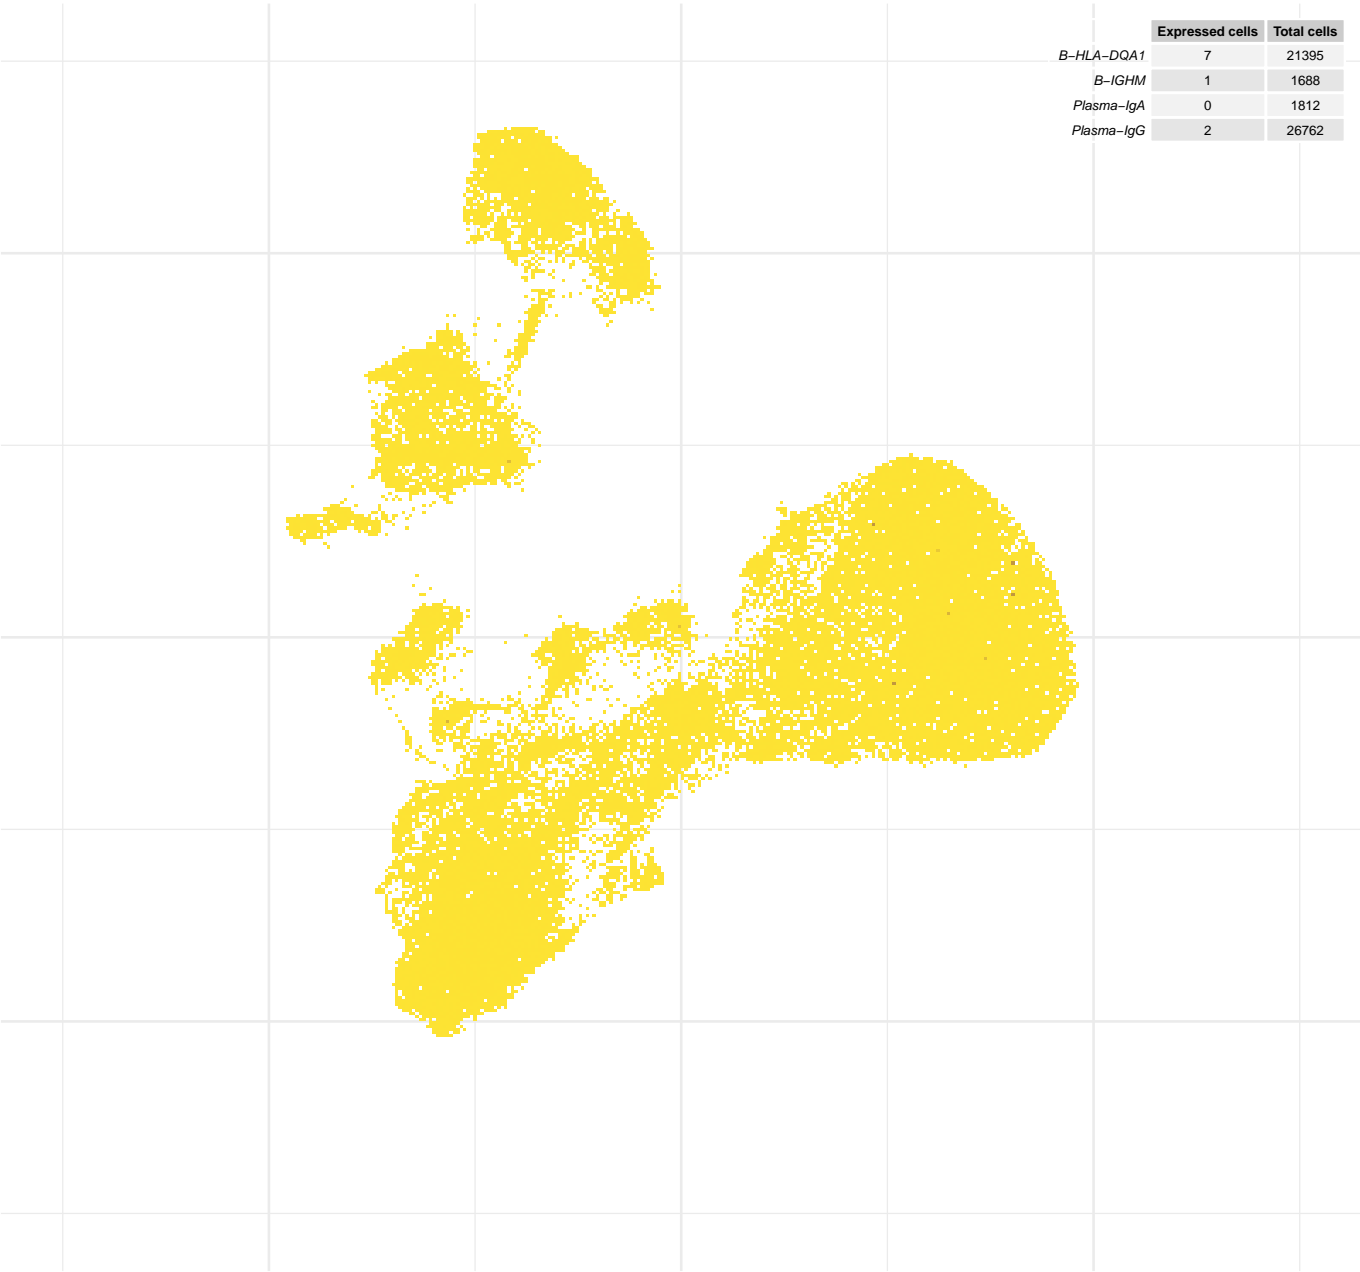 Expressed cells Total cells
B−HLA−DQA1 7 21395
B−IGHM 1 1688
Plasma−IgA 0 1812
Plasma−IgG 2 26762